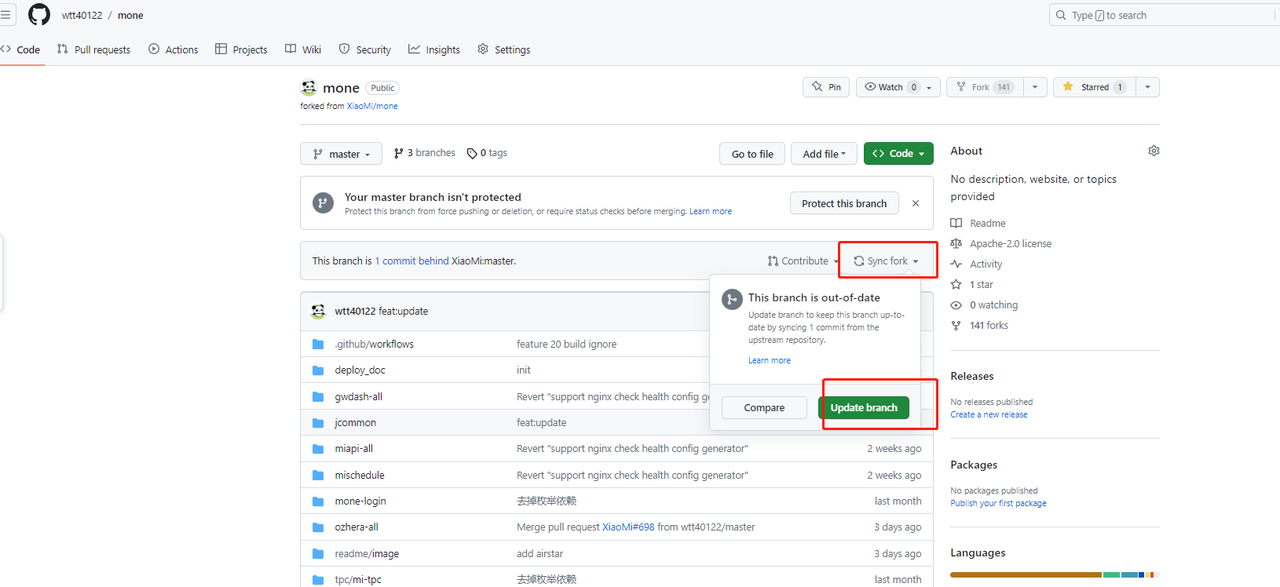 wtt40122 / mone
Type / to search
Code Pull requests Actions Projects Wiki Security Insights Settings
mone Public
Pin Watch 0 Fork 141 Starred 1
forked from XiaoMi/mone
master 3 branches 0 tags
Go to file Add file Code
Your master branch isn't protected
Protect this branch from force pushing or deletion, or require status checks before merging. Learn more
Protect this branch
This branch is 1 commit behind XiaoMi:master.
Contribute Sync fork
This branch is out-of-date
Update branch to keep this branch up-to-
date by syncing 1 commit from the
upstream repository.
Learn more
Compare Update branch
wtt40122 feat:update
.github/workflows feature 20 build ignore
deploy_doc init
gwdash-all Revert "support nginx check health config ge
jcommon feat:update
miapi-all Revert "support nginx check health config generator" 2 weeks ago
mischedule Revert "support nginx check health config generator" 2 weeks ago
mone-login 去掉枚举依赖 last month
ozhera-all Merge pull request XiaoMi#698 from wtt40122/master 3 days ago
readme/image add airstar 3 days ago
tpc/mi-tpc 去掉枚举依赖 last month
About
No description, website, or topics
provided
Readme
Apache-2.0 license
Activity
1 star
0 watching
141 forks
Releases
No releases published
Create a new release
Packages
No packages published
Publish your first package
Languages